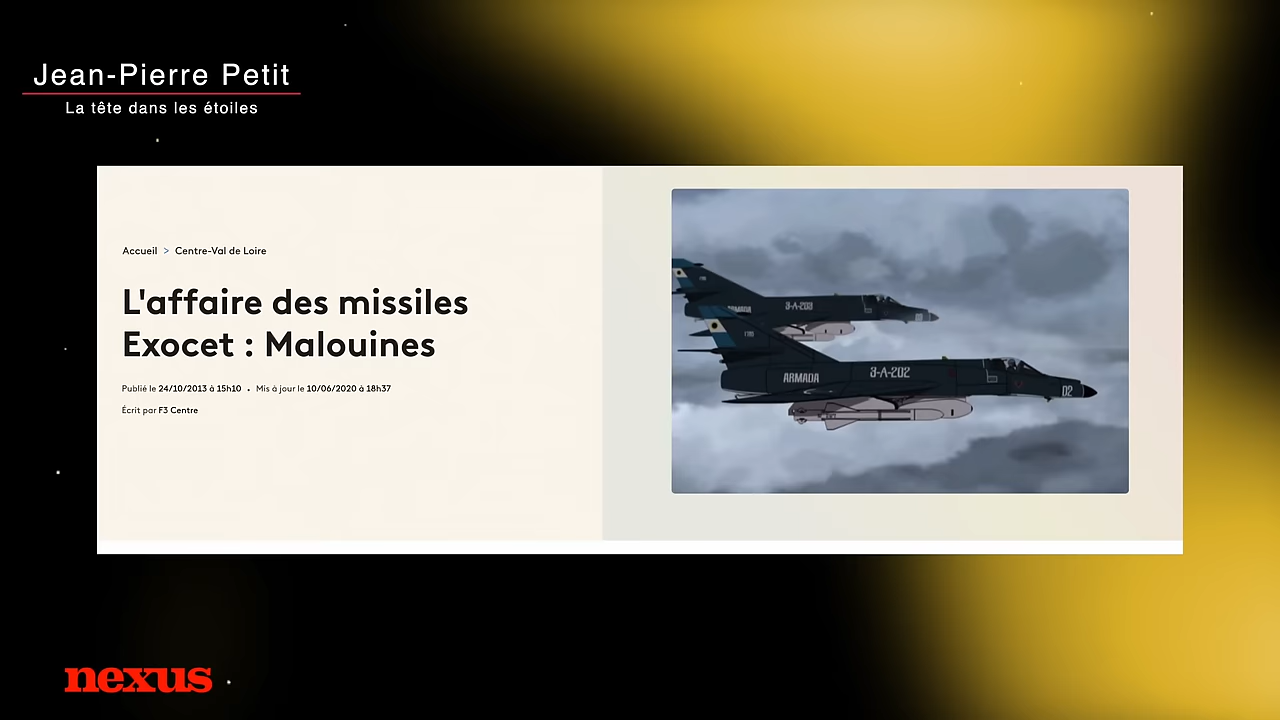 Jean-Pierre Petit
La tête dans les étoiles
Accueil > Centre-Val de Loire
L'affaire des missiles
Exocet : Malouines
Publié le 24/10/2013 à 15h10 • Mis à jour le 10/06/2020 à 18h37
Écrit par F3 Centre
3-A-203
ARMADA
ARMADA
3-A-202
02
nexus